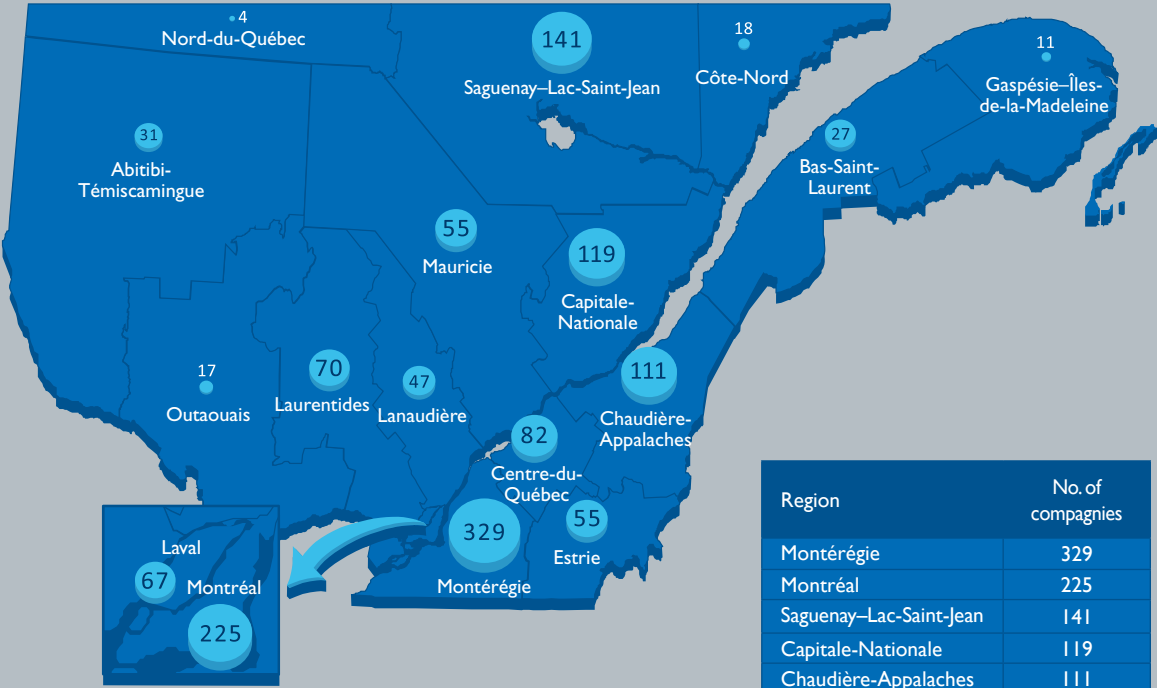 4
Nord-du-Québec
141
Saguenay–Lac-Saint-Jean
18
Côte-Nord
11
Gaspésie–Îles-
de-la-Madeleine
31
Abitibi-
Témiscamingue
27
Bas-Saint-
Laurent
55
Mauricie
119
Capitale-
Nationale
17
Outaouais
70
Laurentides
47
Lanaudière
111
Chaudière-
Appalaches
82
Centre-du-
Québec
329
Montérégie
55
Estrie
Laval
67
Montréal
225
Region No. of
compagnies
Montérégie 329
Montréal 225
Saguenay–Lac-Saint-Jean 141
Capitale-Nationale 119
Chaudière-Appalaches 111